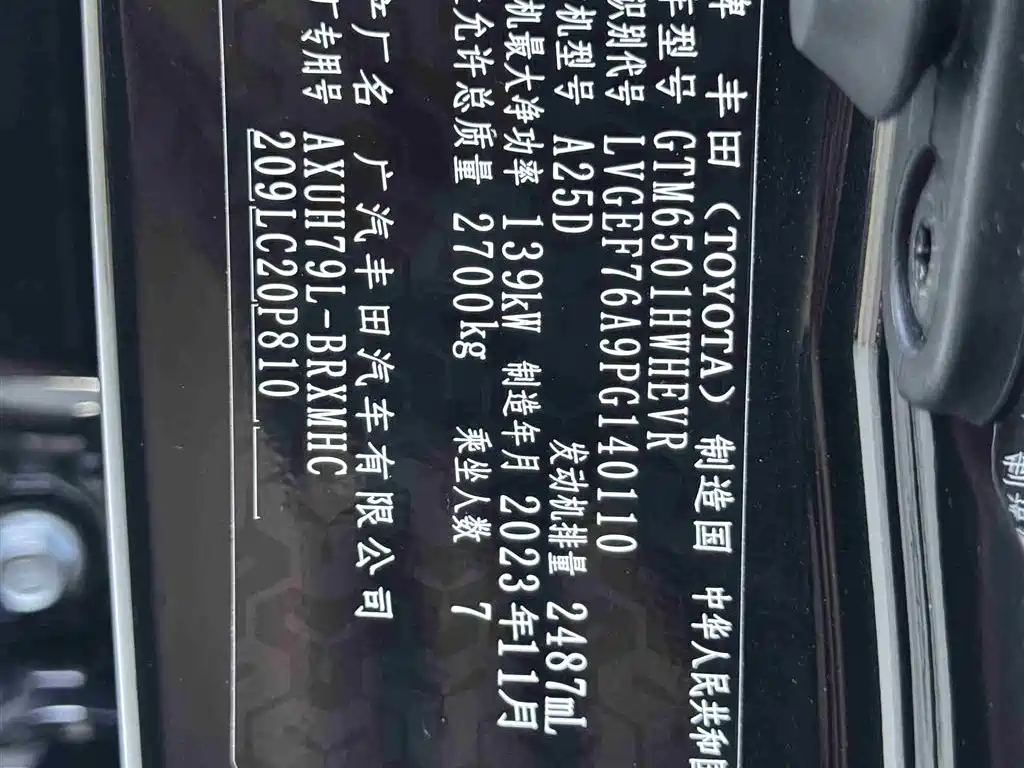 牌 丰田（TOYOTA） 制造国 中华人民共和国
车型号 GTM6501HWHEVR
识别代号 LVGEF76A9PG140110
机型号 A25D 发动机排量 2487mL
机最大净功率 139kW 制造年月 2023年11月
允许总质量 2700kg 乘坐人数 7
产厂名 广汽丰田汽车有限公司
厂专用号 AXUH79L-BRXMHC
209LC20P810
制